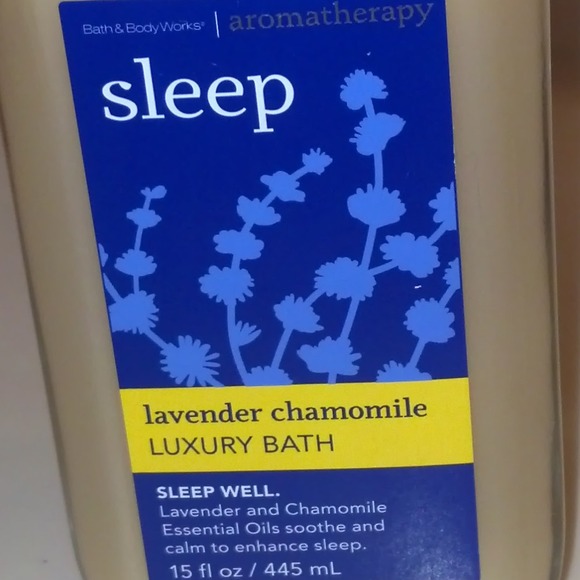 Bath & Body Works® | aromatherapy
sleep
lavender chamomile
LUXURY BATH
SLEEP WELL.
Lavender and Chamomile
Essential Oils soothe and
calm to enhance sleep.
15 fl oz / 445 mL